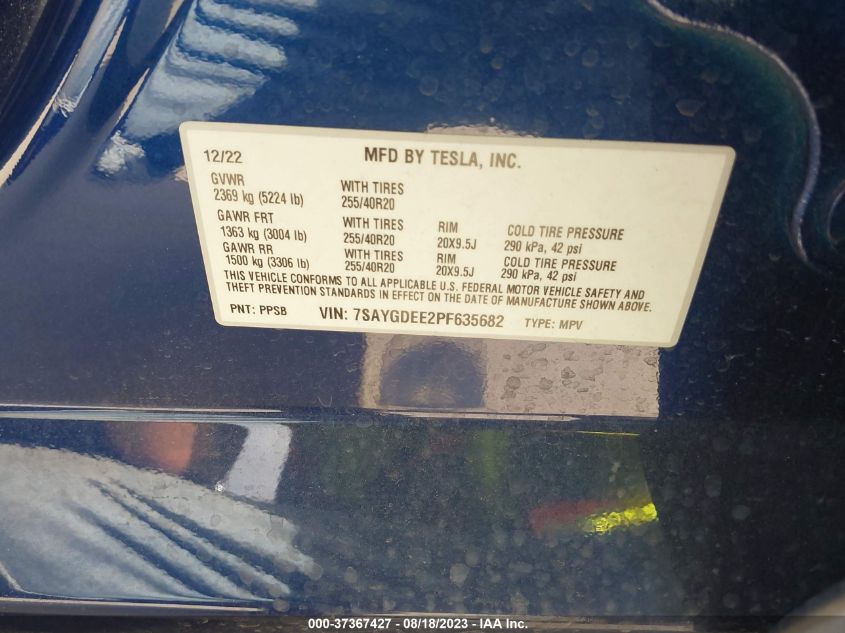 12/22 MFD BY TESLA, INC.
GVWR WITH TIRES
2369 kg (5224 lb) 255/40R20
GAWR FRT WITH TIRES RIM COLD TIRE PRESSURE
1363 kg (3004 lb) 255/40R20 20X9.5J 290 kPa, 42 psi
GAWR RR WITH TIRES RIM COLD TIRE PRESSURE
1500 kg (3306 lb) 255/40R20 20X9.5J 290 kPa, 42 psi
THIS VEHICLE CONFORMS TO ALL APPLICABLE U.S. FEDERAL MOTOR VEHICLE SAFETY AND
THEFT PREVENTION STANDARDS IN EFFECT ON THE DATE OF MANUFACTURE SHOWN ABOVE.
PNT: PPSB VIN: 7SAYGDEE2PF635682 TYPE: MPV
000-37367427 - 08/18/2023 - IAA Inc.